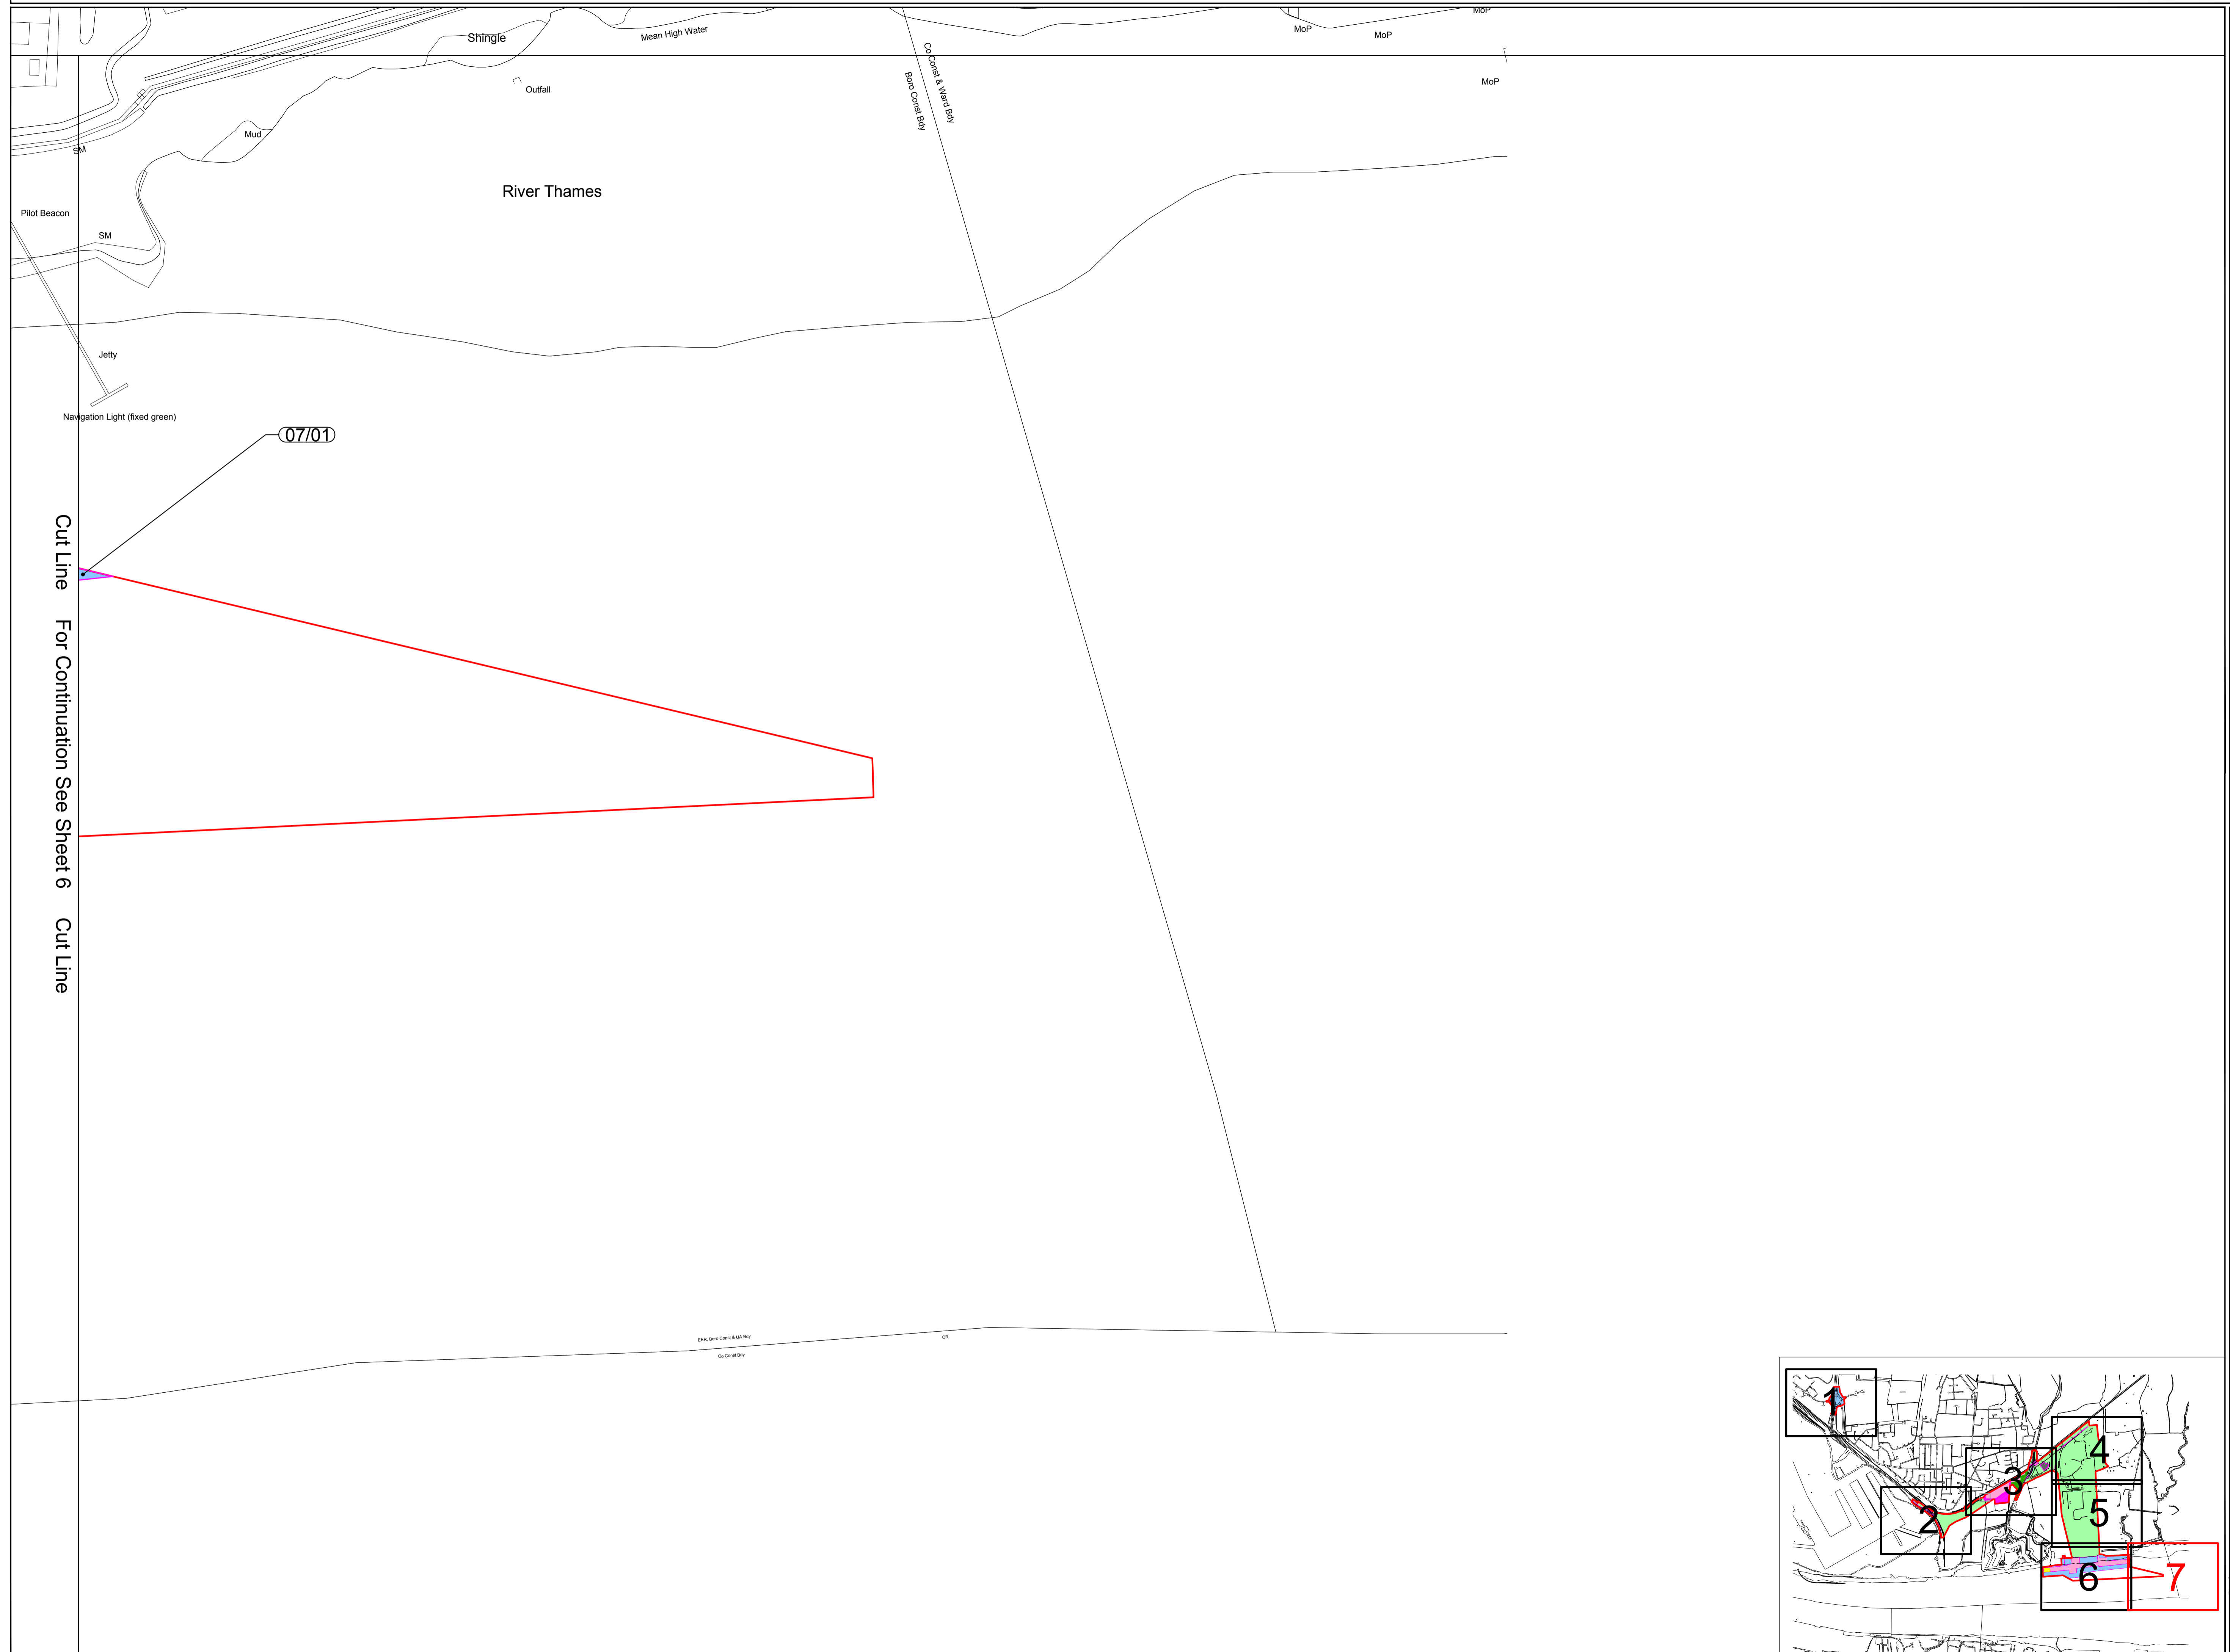 MoP
Shingle
Mean High Water
MoP
MoP
Co Const & Ward Bdy
Boro Const Bdy
MoP
Outfall
Mud
SM
River Thames
Pilot Beacon
SM
Jetty
Navigation Light (fixed green)
07/01
Cut Line For Continuation See Sheet 6 Cut Line
EER, Boro Const & UA Bdy
CR
Co Const Bdy
1
4
3
2
5
6
7